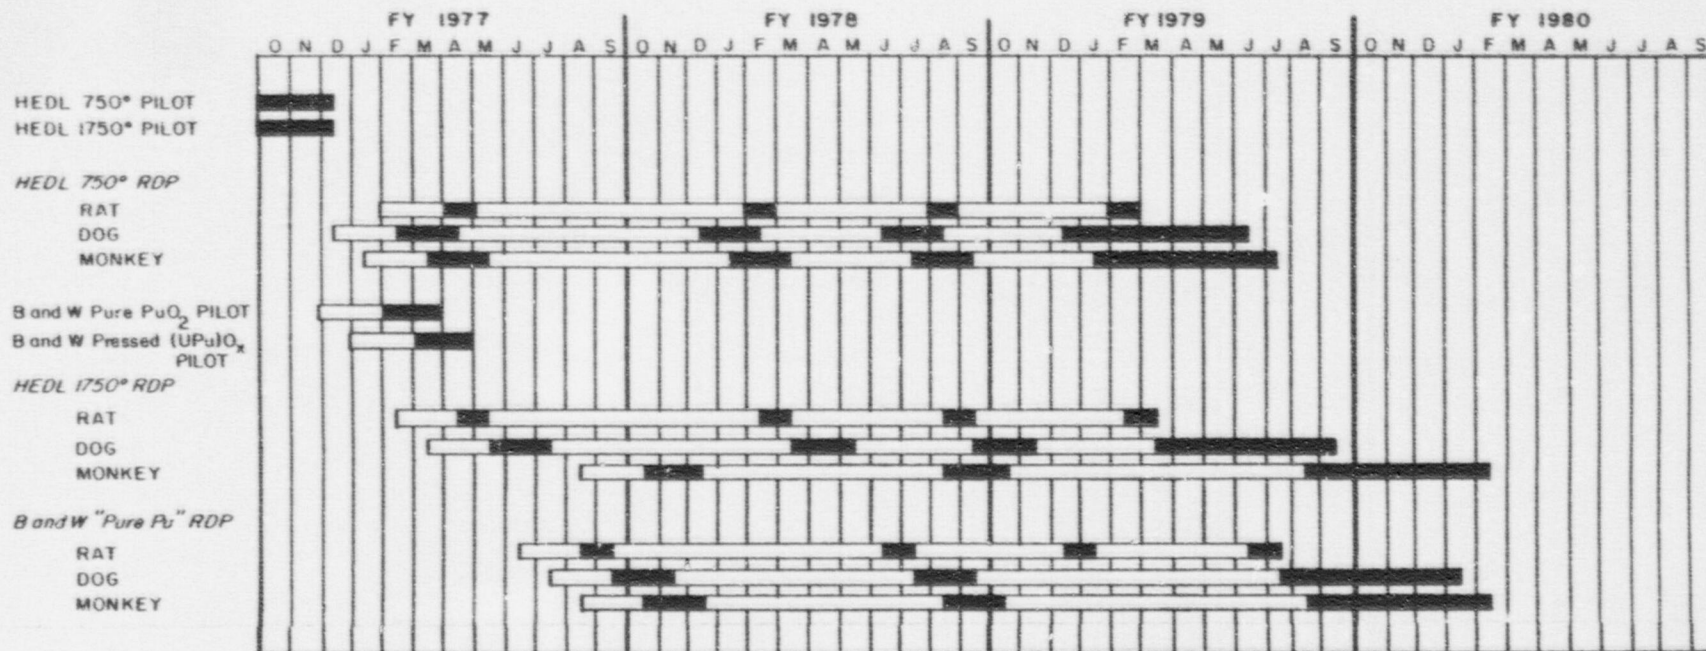 FY 1977 FY 1978 FY 1979 FY 1980
O N D J F M A M J J A S O N D J F M A M J J A S O N D J F M A M J J A S O N D J F M A M J J A S
HEDL 750° PILOT
HEDL 1750° PILOT
HEDL 750° RDP
RAT
DOG
MONKEY
B and W Pure PuO₂ PILOT
B and W Pressed (UPu)Oₓ
PILOT
HEDL 1750° RDP
RAT
DOG
MONKEY
B and W "Pure Pu" RDP
RAT
DOG
MONKEY